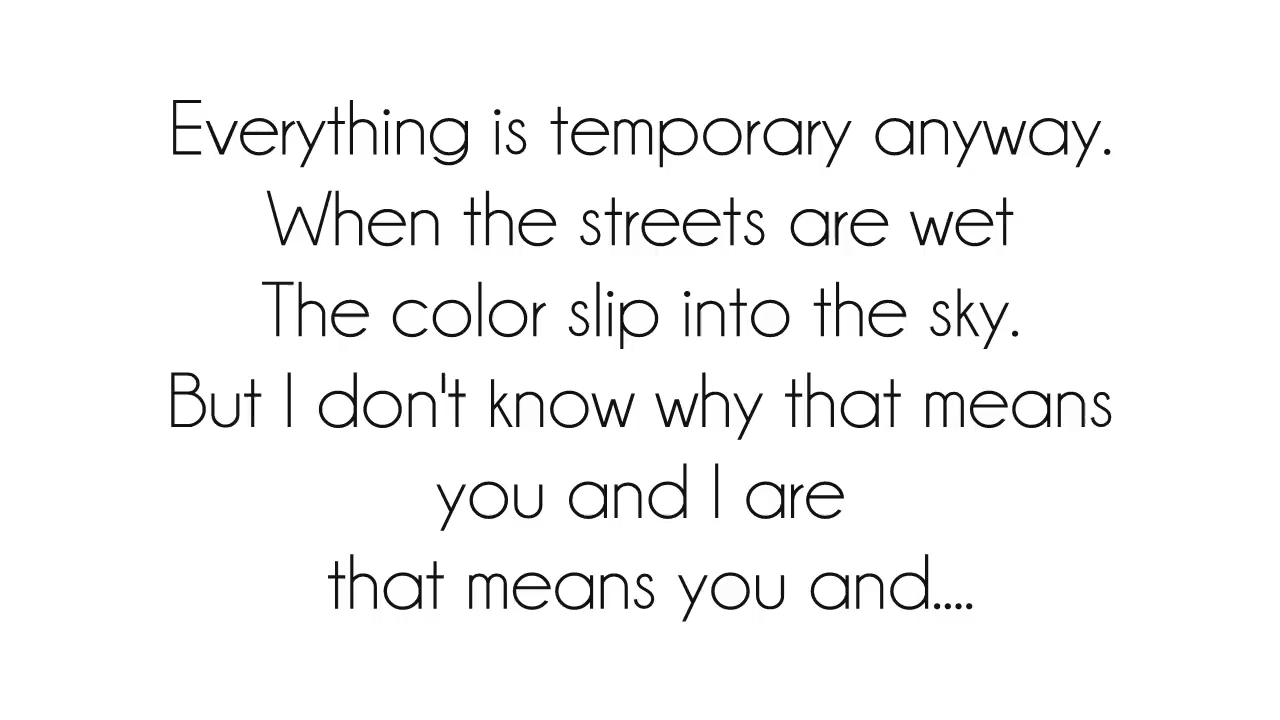 Everything is temporary anyway.
When the streets are wet
The color slip into the sky.
But I don't know why that means
you and I are
that means you and....